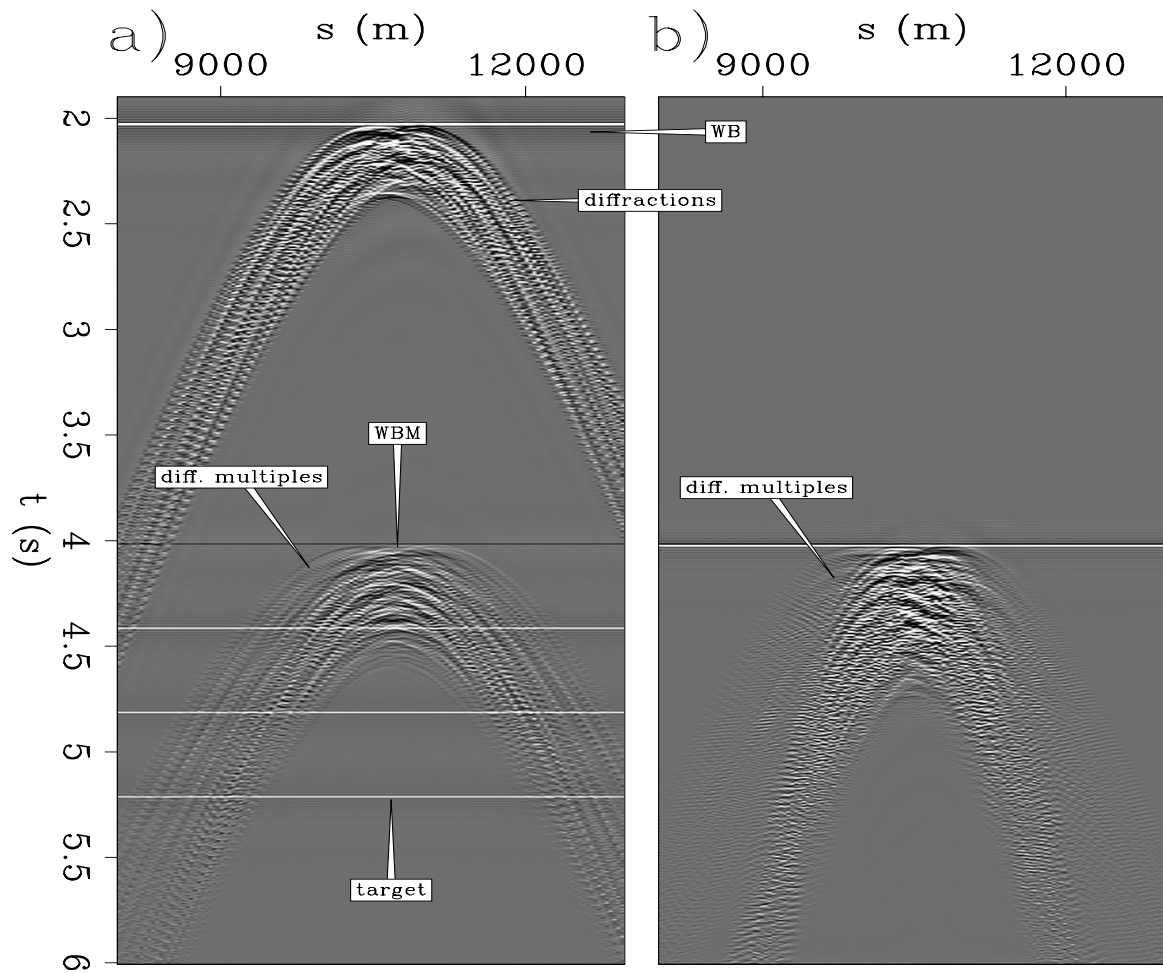 a)
s (m)
b)
s (m)
9000
12000
9000
12000
2
WB
diffractions
2.5
3
3.5
WBM
diff. multiples
diff. multiples
t (s)
4
4.5
5
target
5.5
6